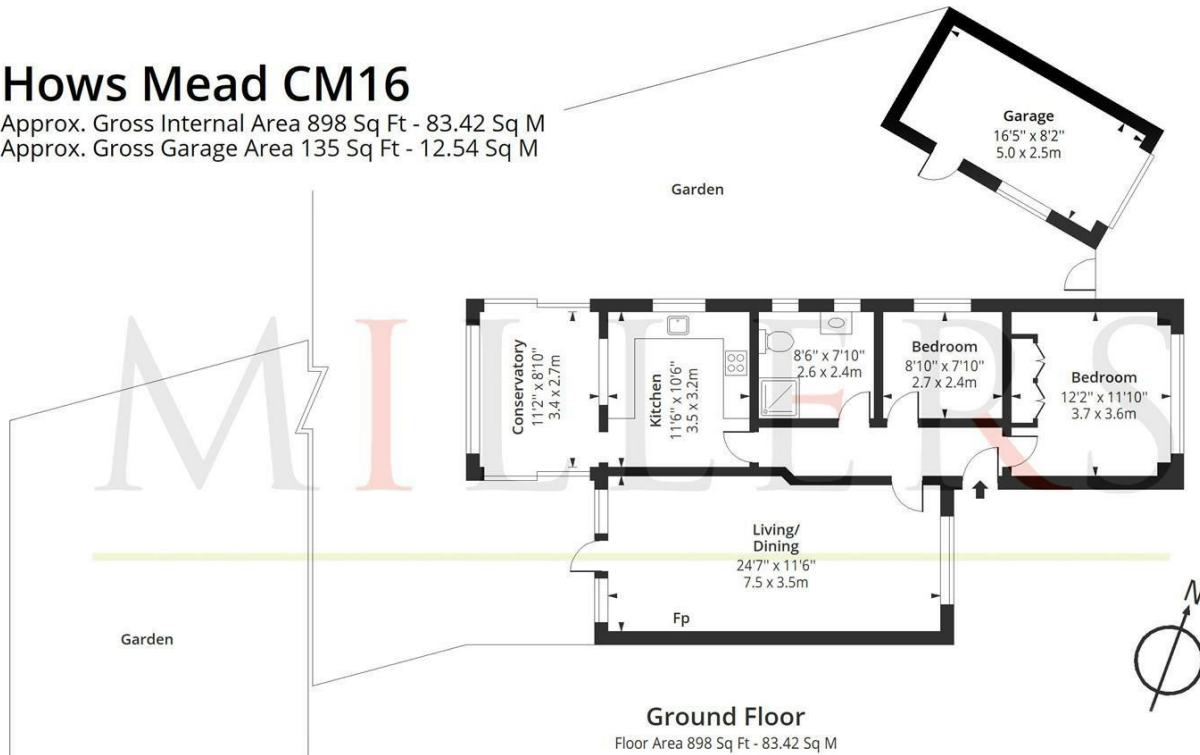 Hows Mead CM16
Approx. Gross Internal Area 898 Sq Ft - 83.42 Sq M
Approx. Gross Garage Area 135 Sq Ft - 12.54 Sq M
Garage
16'5" x 8'2"
5.0 x 2.5m
Garden
MILLERS
Conservatory
11'2" x 8'10"
3.4 x 2.7m
Kitchen
11'6" x 10'6"
3.5 x 3.2m
8'6" x 7'10"
2.6 x 2.4m
Bedroom
8'10" x 7'10"
2.7 x 2.4m
Bedroom
12'2" x 11'10"
3.7 x 3.6m
Living/
Dining
24'7" x 11'6"
7.5 x 3.5m
Fp
Garden
N
Ground Floor
Floor Area 898 Sq Ft - 83.42 Sq M